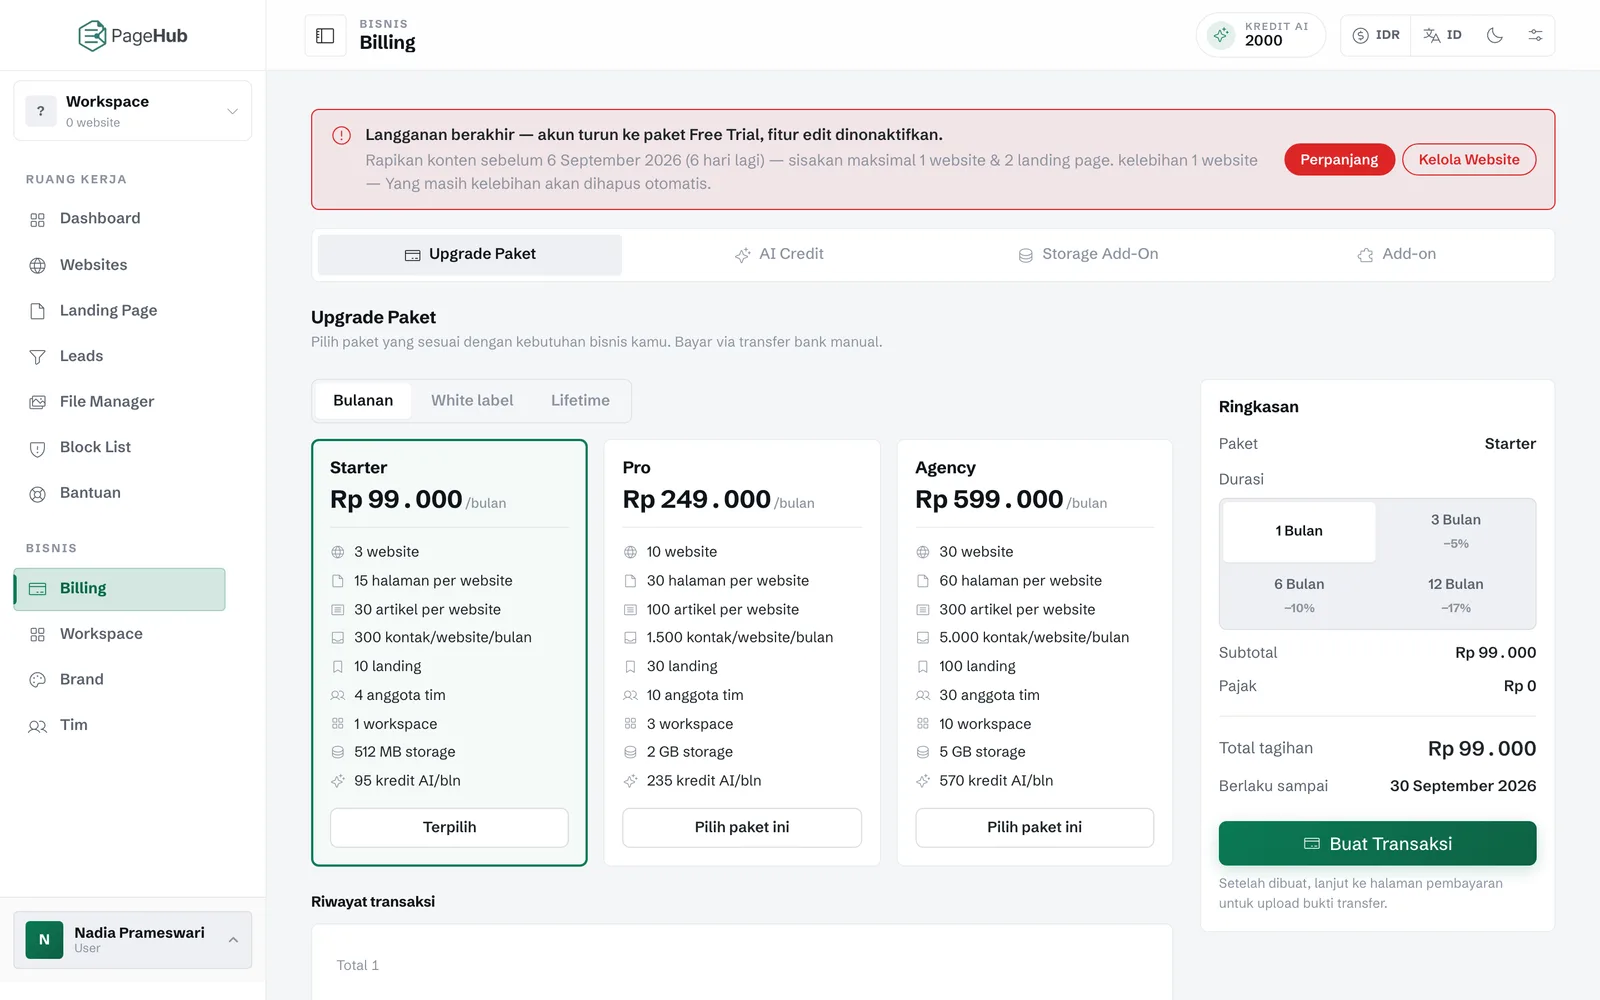 PageHub
BISNIS
Billing
KREDIT AI
2000
IDR
ID
?
Workspace
0 website
RUANG KERJA
Dashboard
Websites
Landing Page
Leads
File Manager
Block List
Bantuan
BISNIS
Billing
Workspace
Brand
Tim
N
Nadia Prameswari
User
Langganan berakhir — akun turun ke paket Free Trial, fitur edit dinonaktifkan.
Rapikan konten sebelum 6 September 2026 (6 hari lagi) — sisakan maksimal 1 website & 2 landing page. kelebihan 1 website
— Yang masih kelebihan akan dihapus otomatis.
Perpanjang
Kelola Website
Upgrade Paket
AI Credit
Storage Add-On
Add-on
Upgrade Paket
Pilih paket yang sesuai dengan kebutuhan bisnis kamu. Bayar via transfer bank manual.
Bulanan
White label
Lifetime
Starter
Rp 99.000 /bulan
3 website
15 halaman per website
30 artikel per website
300 kontak/website/bulan
10 landing
4 anggota tim
1 workspace
512 MB storage
95 kredit AI/bln
Terpilih
Pro
Rp 249.000 /bulan
10 website
30 halaman per website
100 artikel per website
1.500 kontak/website/bulan
30 landing
10 anggota tim
3 workspace
2 GB storage
235 kredit AI/bln
Pilih paket ini
Agency
Rp 599.000 /bulan
30 website
60 halaman per website
300 artikel per website
5.000 kontak/website/bulan
100 landing
30 anggota tim
10 workspace
5 GB storage
570 kredit AI/bln
Pilih paket ini
Ringkasan
Paket
Starter
Durasi
1 Bulan
3 Bulan
−5%
6 Bulan
−10%
12 Bulan
−17%
Subtotal
Rp 99.000
Pajak
Rp 0
Total tagihan
Rp 99.000
Berlaku sampai
30 September 2026
Buat Transaksi
Setelah dibuat, lanjut ke halaman pembayaran
untuk upload bukti transfer.
Riwayat transaksi
Total 1